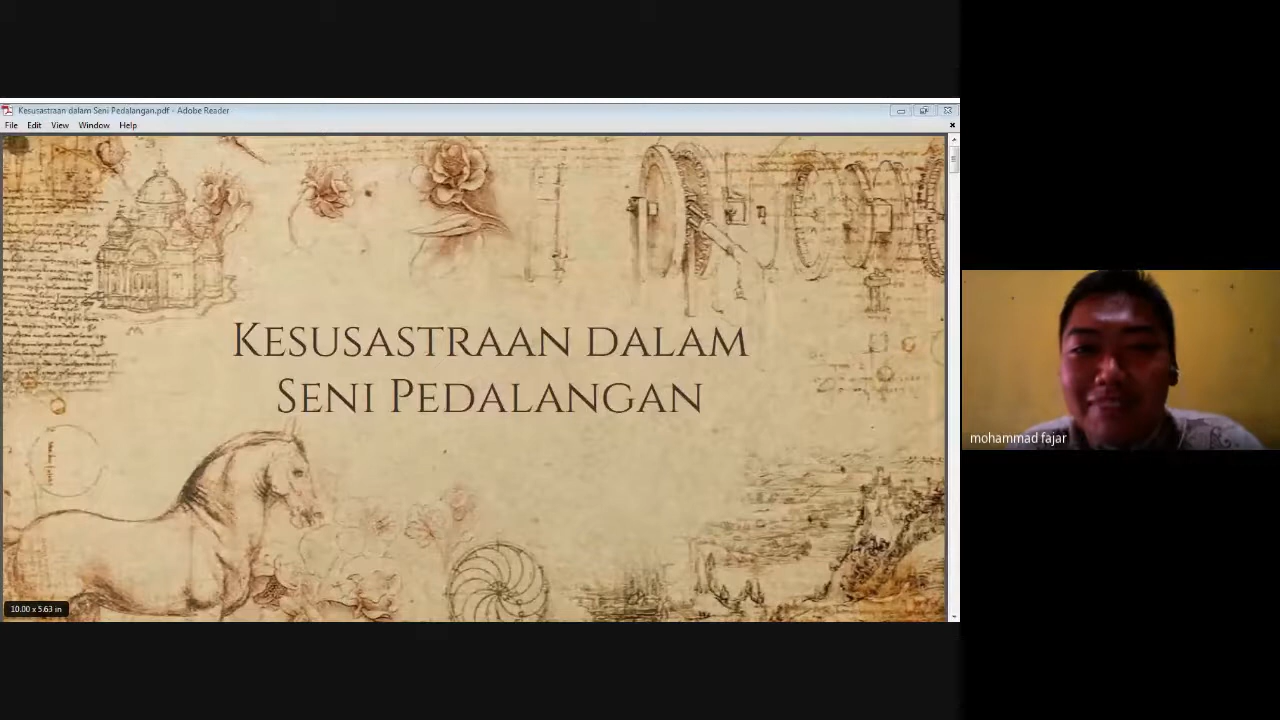 Kesusastraan dalam Seni Pedalangan.pdf - Adobe Reader
File Edit View Window Help
KESUSASTRAAN DALAM
SENI PEDALANGAN
10.00 x 5.63 in
mohammad fajar